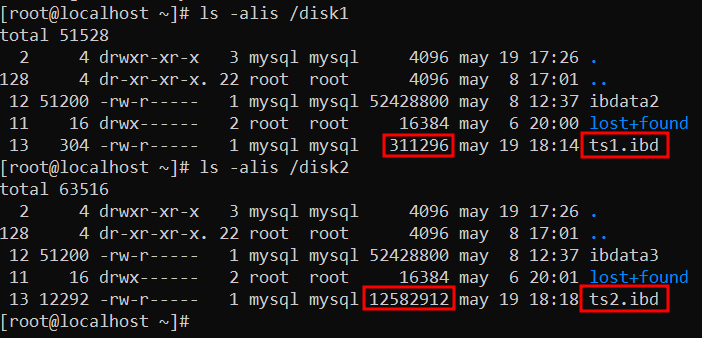 [root@localhost ~]# ls -alis /disk1
total 51528
  2     4 drwxr-xr-x   3 mysql mysql     4096 may 19 17:26 .
128     4 dr-xr-xr-x. 22 root  root      4096 may  8 17:01 ..
 12 51200 -rw-r-----   1 mysql mysql 52428800 may  8 12:37 ibdata2
 11    16 drwx------   2 root  root     16384 may  6 20:00 lost+found
 13   304 -rw-r-----   1 mysql mysql   311296 may 19 18:14 ts1.ibd
[root@localhost ~]# ls -alis /disk2
total 63516
  2     4 drwxr-xr-x   3 mysql mysql     4096 may 19 17:26 .
128     4 dr-xr-xr-x. 22 root  root      4096 may  8 17:01 ..
 12 51200 -rw-r-----   1 mysql mysql 52428800 may  8 12:37 ibdata3
 11    16 drwx------   2 root  root     16384 may  6 20:01 lost+found
 13 12292 -rw-r-----   1 mysql mysql 12582912 may 19 18:18 ts2.ibd
[root@localhost ~]#